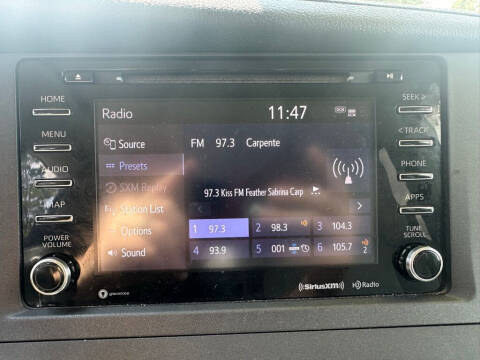 HOME
MENU
AUDIO
MAP
POWER
VOLUME
SEEK >
< TRACK
PHONE
APPS
TUNE
SCROLL
Radio
11:47
Source
Presets
SXM Replay
Station List
Options
Sound
FM 97.3 Carpente
97.3 Kiss FM Feather Sabrina Carp
1 97.3
2 98.3
3 104.3
4 93.9
5 001
6 105.7 2
gracenote
((SiriusXM))
HD Radio